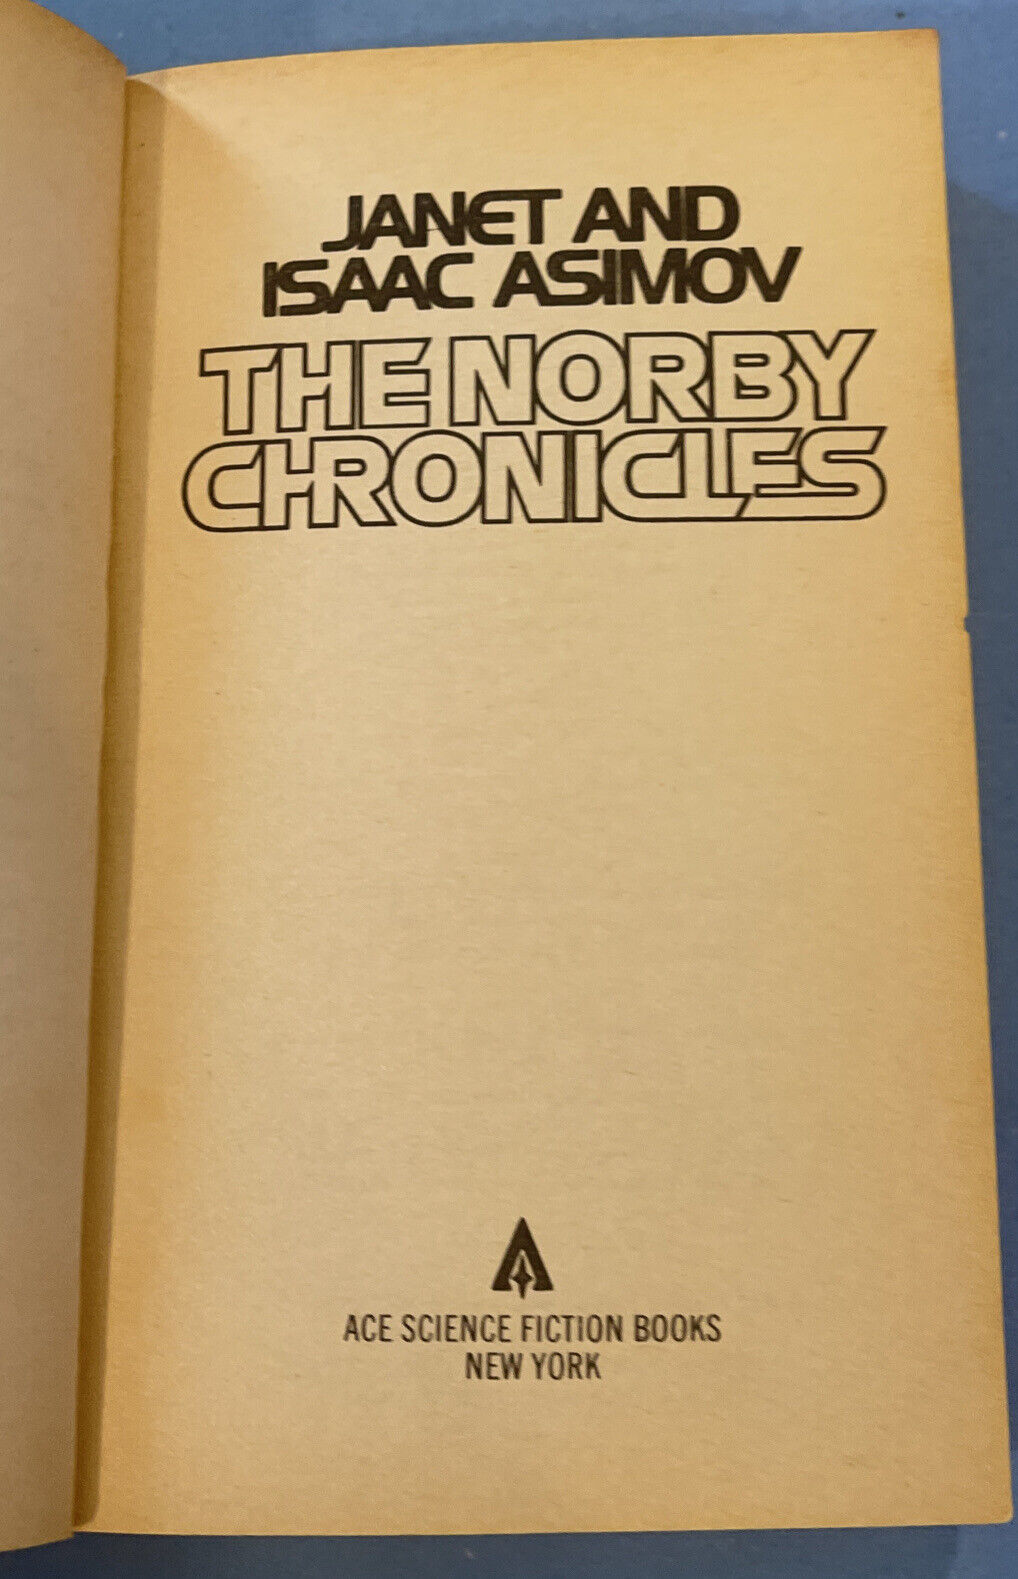 JANET AND
ISAAC ASIMOV
THE NORBY
CHRONICLES
ACE SCIENCE FICTION BOOKS
NEW YORK